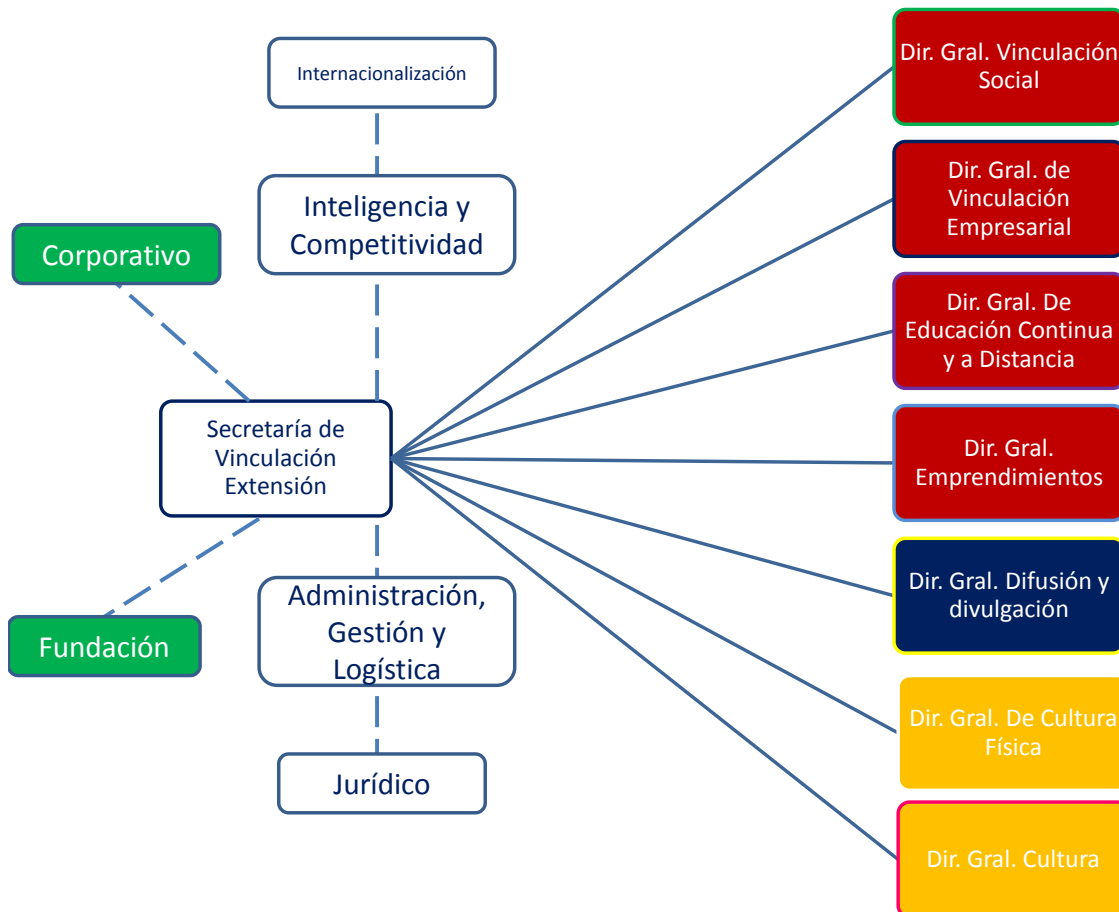 Internacionalización
Inteligencia y
Competitividad
Corporativo
Secretaría de
Vinculación
Extensión
Fundación
Administración,
Gestión y
Logística
Jurídico
Dir. Gral. Vinculación
Social
Dir. Gral. de
Vinculación
Empresarial
Dir. Gral. De
Educación Continua
y a Distancia
Dir. Gral.
Emprendimientos
Dir. Gral. Difusión y
divulgación
Dir. Gral. De Cultura
Física
Dir. Gral. Cultura